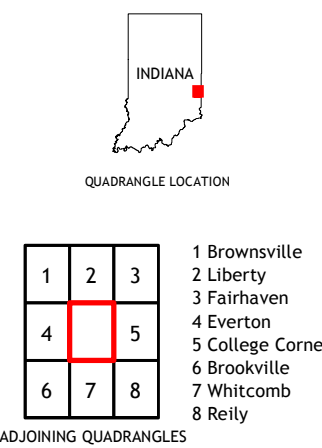 INDIANA
QUADRANGLE LOCATION
1 2 3
4 5
6 7 8
1 Brownsville
2 Liberty
3 Fairhaven
4 Everton
5 College Corne
6 Brookville
7 Whitcomb
8 Reily
ADJOINING QUADRANGLES